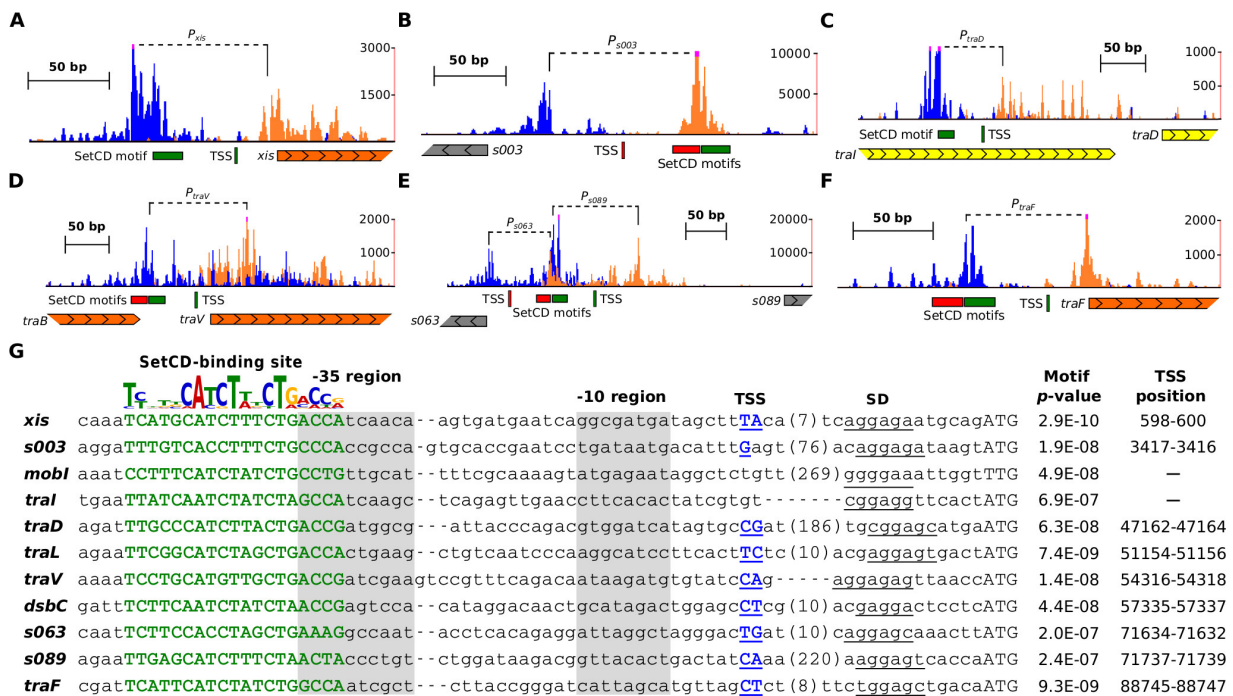 A
Pxis
50 bp
3000
1500
SetCD motif
TSS
xis
B
Ps003
50 bp
10000
5000
s003
TSS
SetCD motifs
C
PtraD
50 bp
1000
500
SetCD motif
TSS
traD
traI
D
PtraV
50 bp
2000
1000
SetCD motifs
TSS
traB
traV
E
Ps089
Ps063
50 bp
20000
10000
TSS
SetCD motifs
TSS
s089
s063
F
PtraF
50 bp
2000
1000
SetCD motifs
TSS
traF
G
SetCD-binding site
-35 region
-10 region
TSS
SD
Motif p-value
TSS position
xis caaaTCATGCATCTTTCTGACCCAtcaaca---agtgatgaatcaggcgatgatagcttTAca(7)tcaggagaatgcagATG 2.9E-10 598-600
s003 aggaTTTGTCACCTTTCTGCCCAccgcca-gtgcaccgaatcctgataatgacatttGagt(76)acaggagataagtATG 1.9E-08 3417-3416
mobI aaatCCTTTCATCTATCTGCCTGttgcat--gctttctgcgaaaatgagaataggctctt(269)ggggaaattggtTTG 4.9E-08 —
traI tgaaTTATCAATCTATCTAGCCAatcaagc--tcagagttgaaccttcacactatcgtgt-------cggaggttcactATG 6.9E-07 —
traD agatTTGCCCATCTTACTGACCGatggcg---attacccagacgtggatcatagtgcCGat(186)tgcggagcatgaATG 6.3E-08 47162-47164
traL agaaTTCGGCATCTAGCTGACCActgaag--ctgtcaatcccaaggcatccttcactTCtc(10)acgaggagtgactATG 7.4E-09 51154-51156
traV aaaaTCCTGCATGTTGCTGACCGatcgaagtccgtttcagacaataagatgtgtatcCAg-----aggagagttaaccATG 1.4E-08 54316-54318
dsbC gattTCTTCAATCTATCTAACCGagtcca--cataggacaactgcatagactggagcCTcg(10)acgaggactcctcATG 4.4E-08 57335-57337
s063 caatTCTTCCACCTAGCTGAAAGgccaat--acctcacagaggattaggctagggacTGat(10)caggagcaaacttATG 2.0E-07 71634-71632
s089 agaaTTGAGCATCTTTCTAACTAccctgt--ctggataagacggttacactgactatCAaa(220)aaggagtcaccaATG 2.4E-07 71737-71739
traF cgatTCATTCATCTATCTGGCCAatcgct---cttaccgggatcattagcatgttagCTct(8)ttctggagctgagaATG 9.3E-09 88745-88747